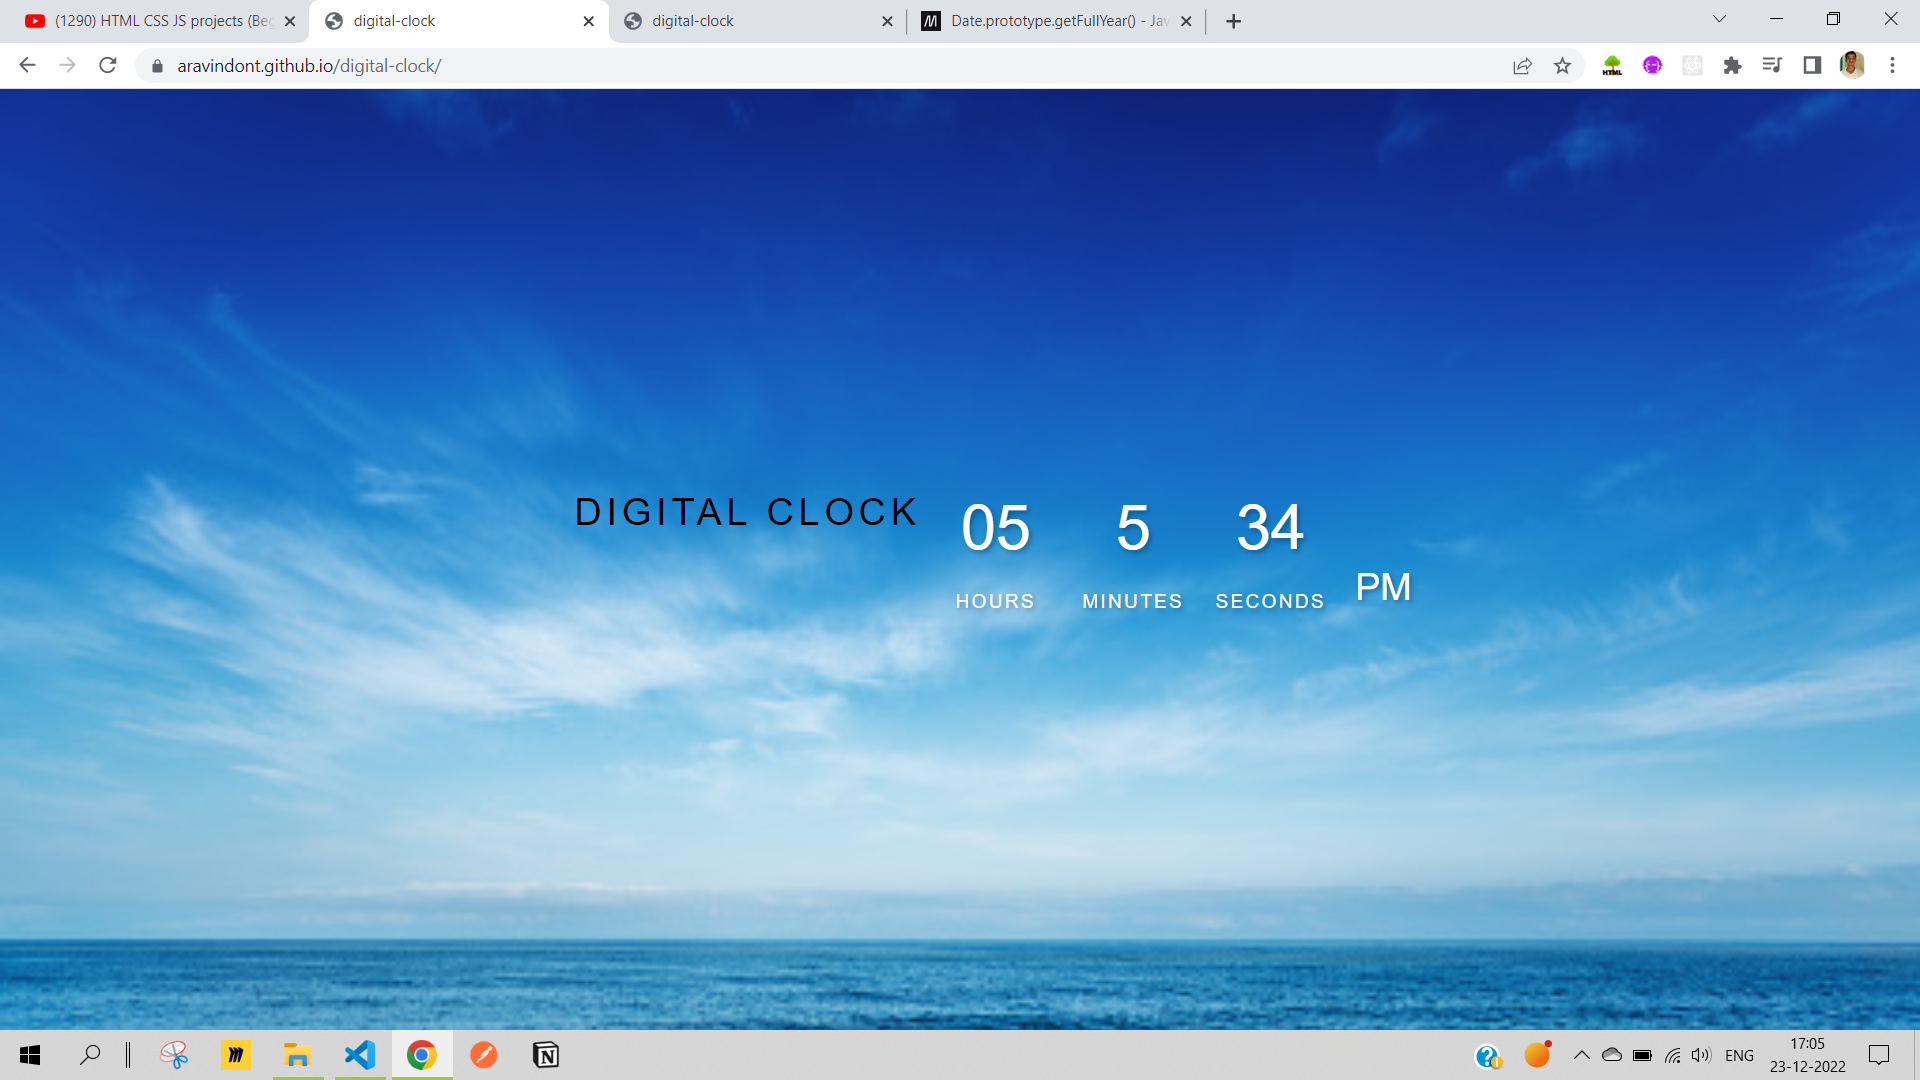 (1290) HTML CSS JS projects (Beg
digital-clock
digital-clock
Date.prototype.getFullYear() - Jav
aravindont.github.io/digital-clock/
HTML
DIGITAL CLOCK
05
5
34
PM
HOURS
MINUTES
SECONDS
ENG
17:05
23-12-2022